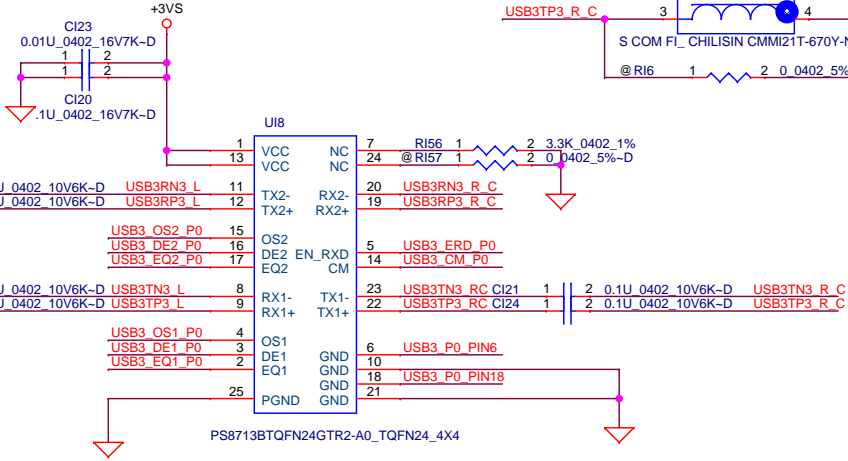 +3VS
CI23
0.01U_0402_16V7K~D
1 2
1 2
CI20
.1U_0402_16V7K~D
USB3TP3_R_C 3 4
S COM FI_ CHILISIN CMMI21T-670Y-N
@ RI6 1 2 0_0402_5%
UI8
1 VCC NC 7 RI56 1 2 3.3K_0402_1%
13 VCC NC 24 @ RI57 1 2 0_0402_5%~D
U_0402_10V6K~D USB3RN3_L 11 TX2- RX2- 20 USB3RN3_R_C
U_0402_10V6K~D USB3RP3_L 12 TX2+ RX2+ 19 USB3RP3_R_C
USB3_OS2_P0 15 OS2
USB3_DE2_P0 16 DE2 EN_RXD 5 USB3_ERD_P0
USB3_EQ2_P0 17 EQ2 CM 14 USB3_CM_P0
U_0402_10V6K~D USB3TN3_L 8 RX1- TX1- 23 USB3TN3_RC CI21 1 2 0.1U_0402_10V6K~D USB3TN3_R_C
U_0402_10V6K~D USB3TP3_L 9 RX1+ TX1+ 22 USB3TP3_RC CI24 1 2 0.1U_0402_10V6K~D USB3TP3_R_C
USB3_OS1_P0 4 OS1
USB3_DE1_P0 3 DE1 GND 6 USB3_P0_PIN6
USB3_EQ1_P0 2 EQ1 GND 10
GND 18 USB3_P0_PIN18
25 PGND GND 21
PS8713BTQFN24GTR2-A0_TQFN24_4X4